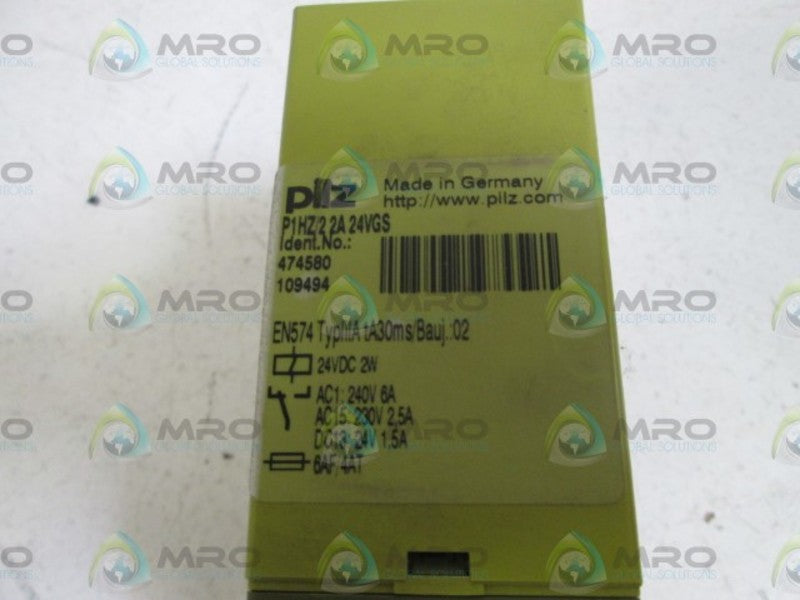 pilz
Made in Germany
http://www.pilz.com
P1HZ/2 2A 24VGS
Ident.No.:
474580
109494
EN574 TypIIIA tA30ms/Bauj.:02
24VDC 2W
AC1: 240V 6A
AC15: 230V 2,5A
24V 1.5A
6AF/4AT
MRO
GLOBAL SOLUTIONS